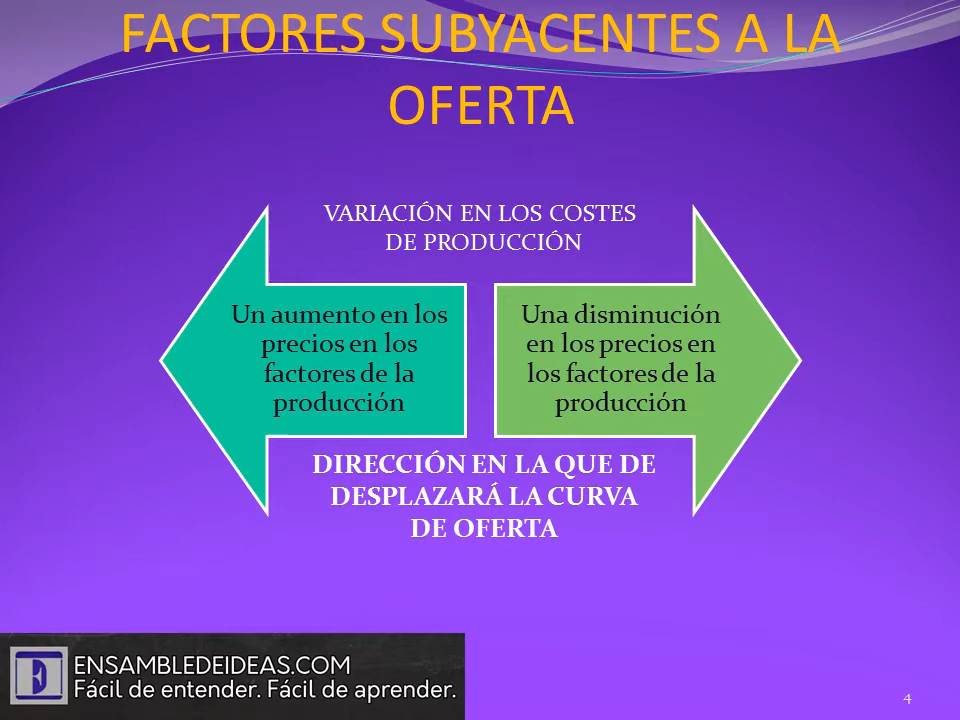 FACTORES SUBYACENTES A LA
OFERTA
VARIACIÓN EN LOS COSTES
DE PRODUCCIÓN
Un aumento en los
precios en los
factores de la
producción
Una disminución
en los precios en
los factores de la
producción
DIRECCIÓN EN LA QUE DE
DESPLAZARÁ LA CURVA
DE OFERTA
E
ENSAMBLEDEIDEAS.COM
Fácil de entender. Fácil de aprender.
4